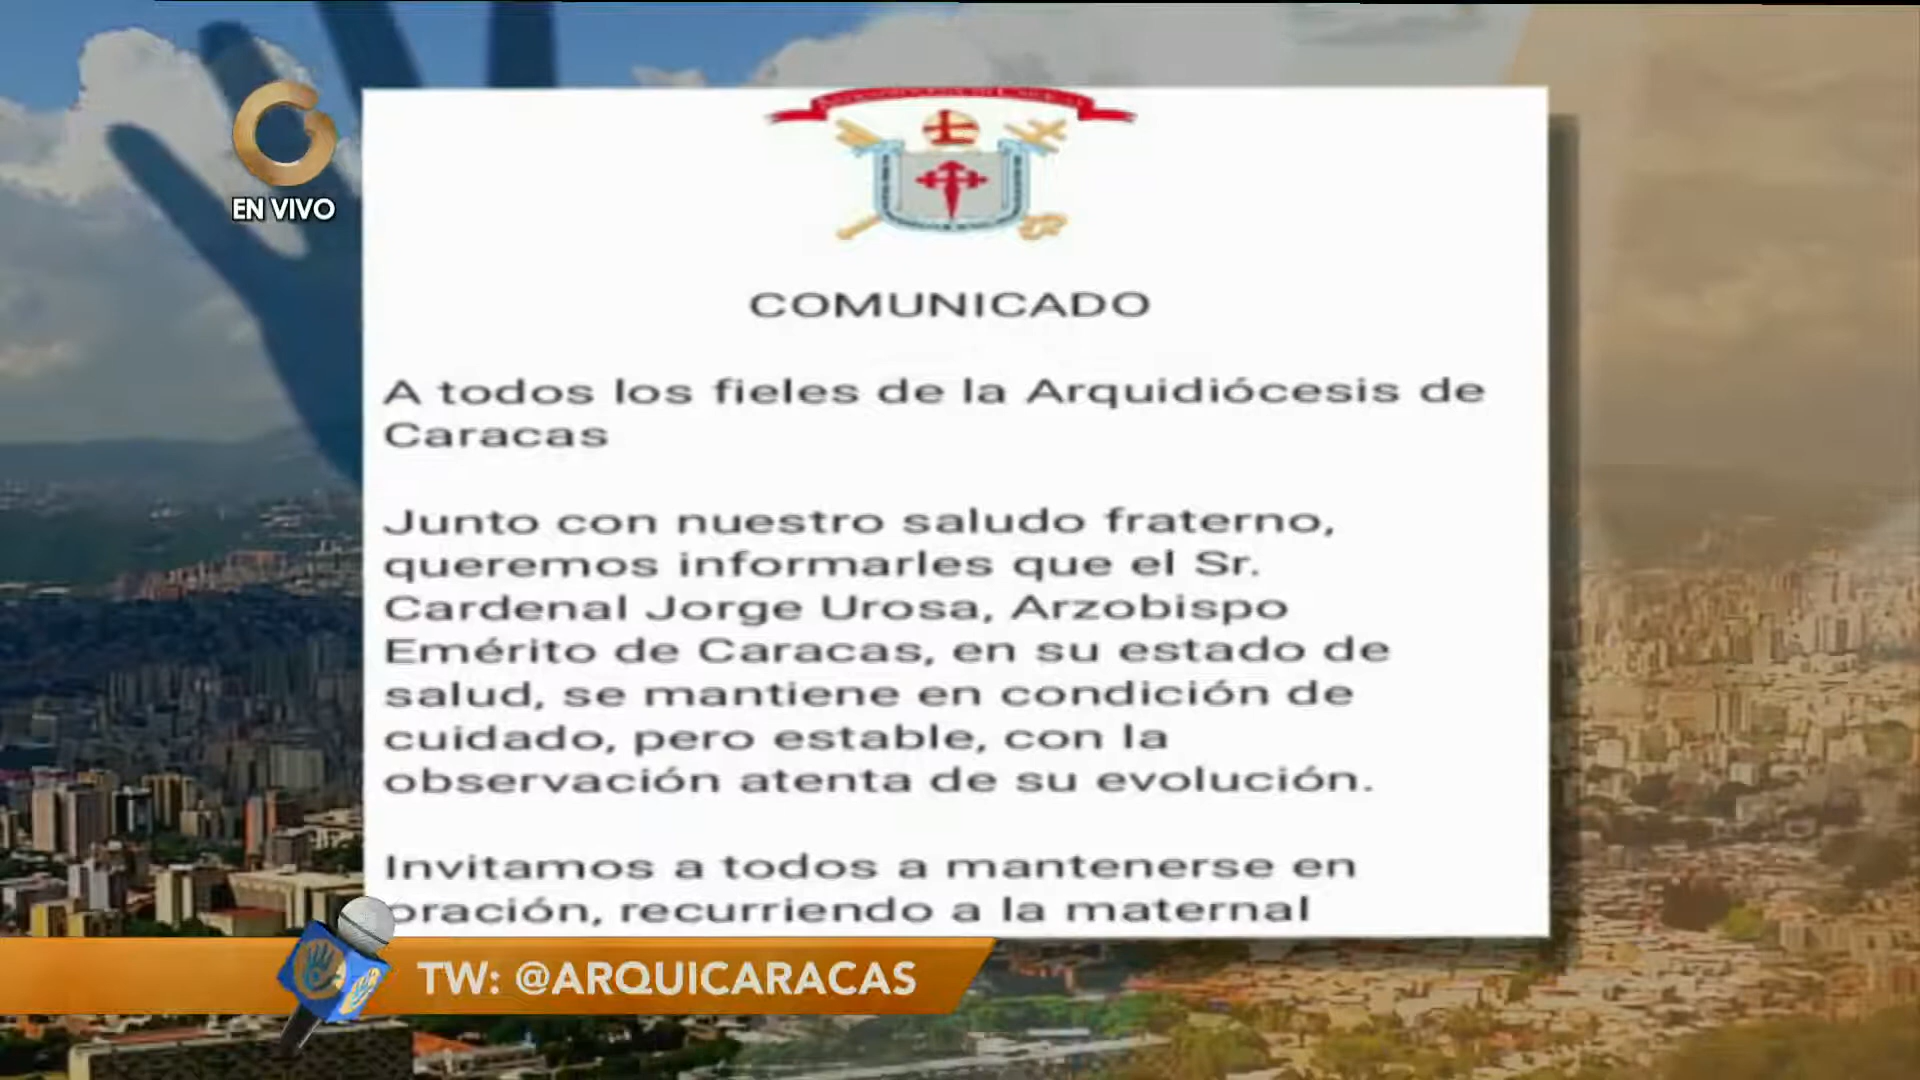 EN VIVO
COMUNICADO
A todos los fieles de la Arquidiócesis de
Caracas
Junto con nuestro saludo fraterno,
queremos informarles que el Sr.
Cardenal Jorge Urosa, Arzobispo
Emérito de Caracas, en su estado de
salud, se mantiene en condición de
cuidado, pero estable, con la
observación atenta de su evolución.
Invitamos a todos a mantenerse en
oración, recurriendo a la maternal
TW: @ARQUICARACAS